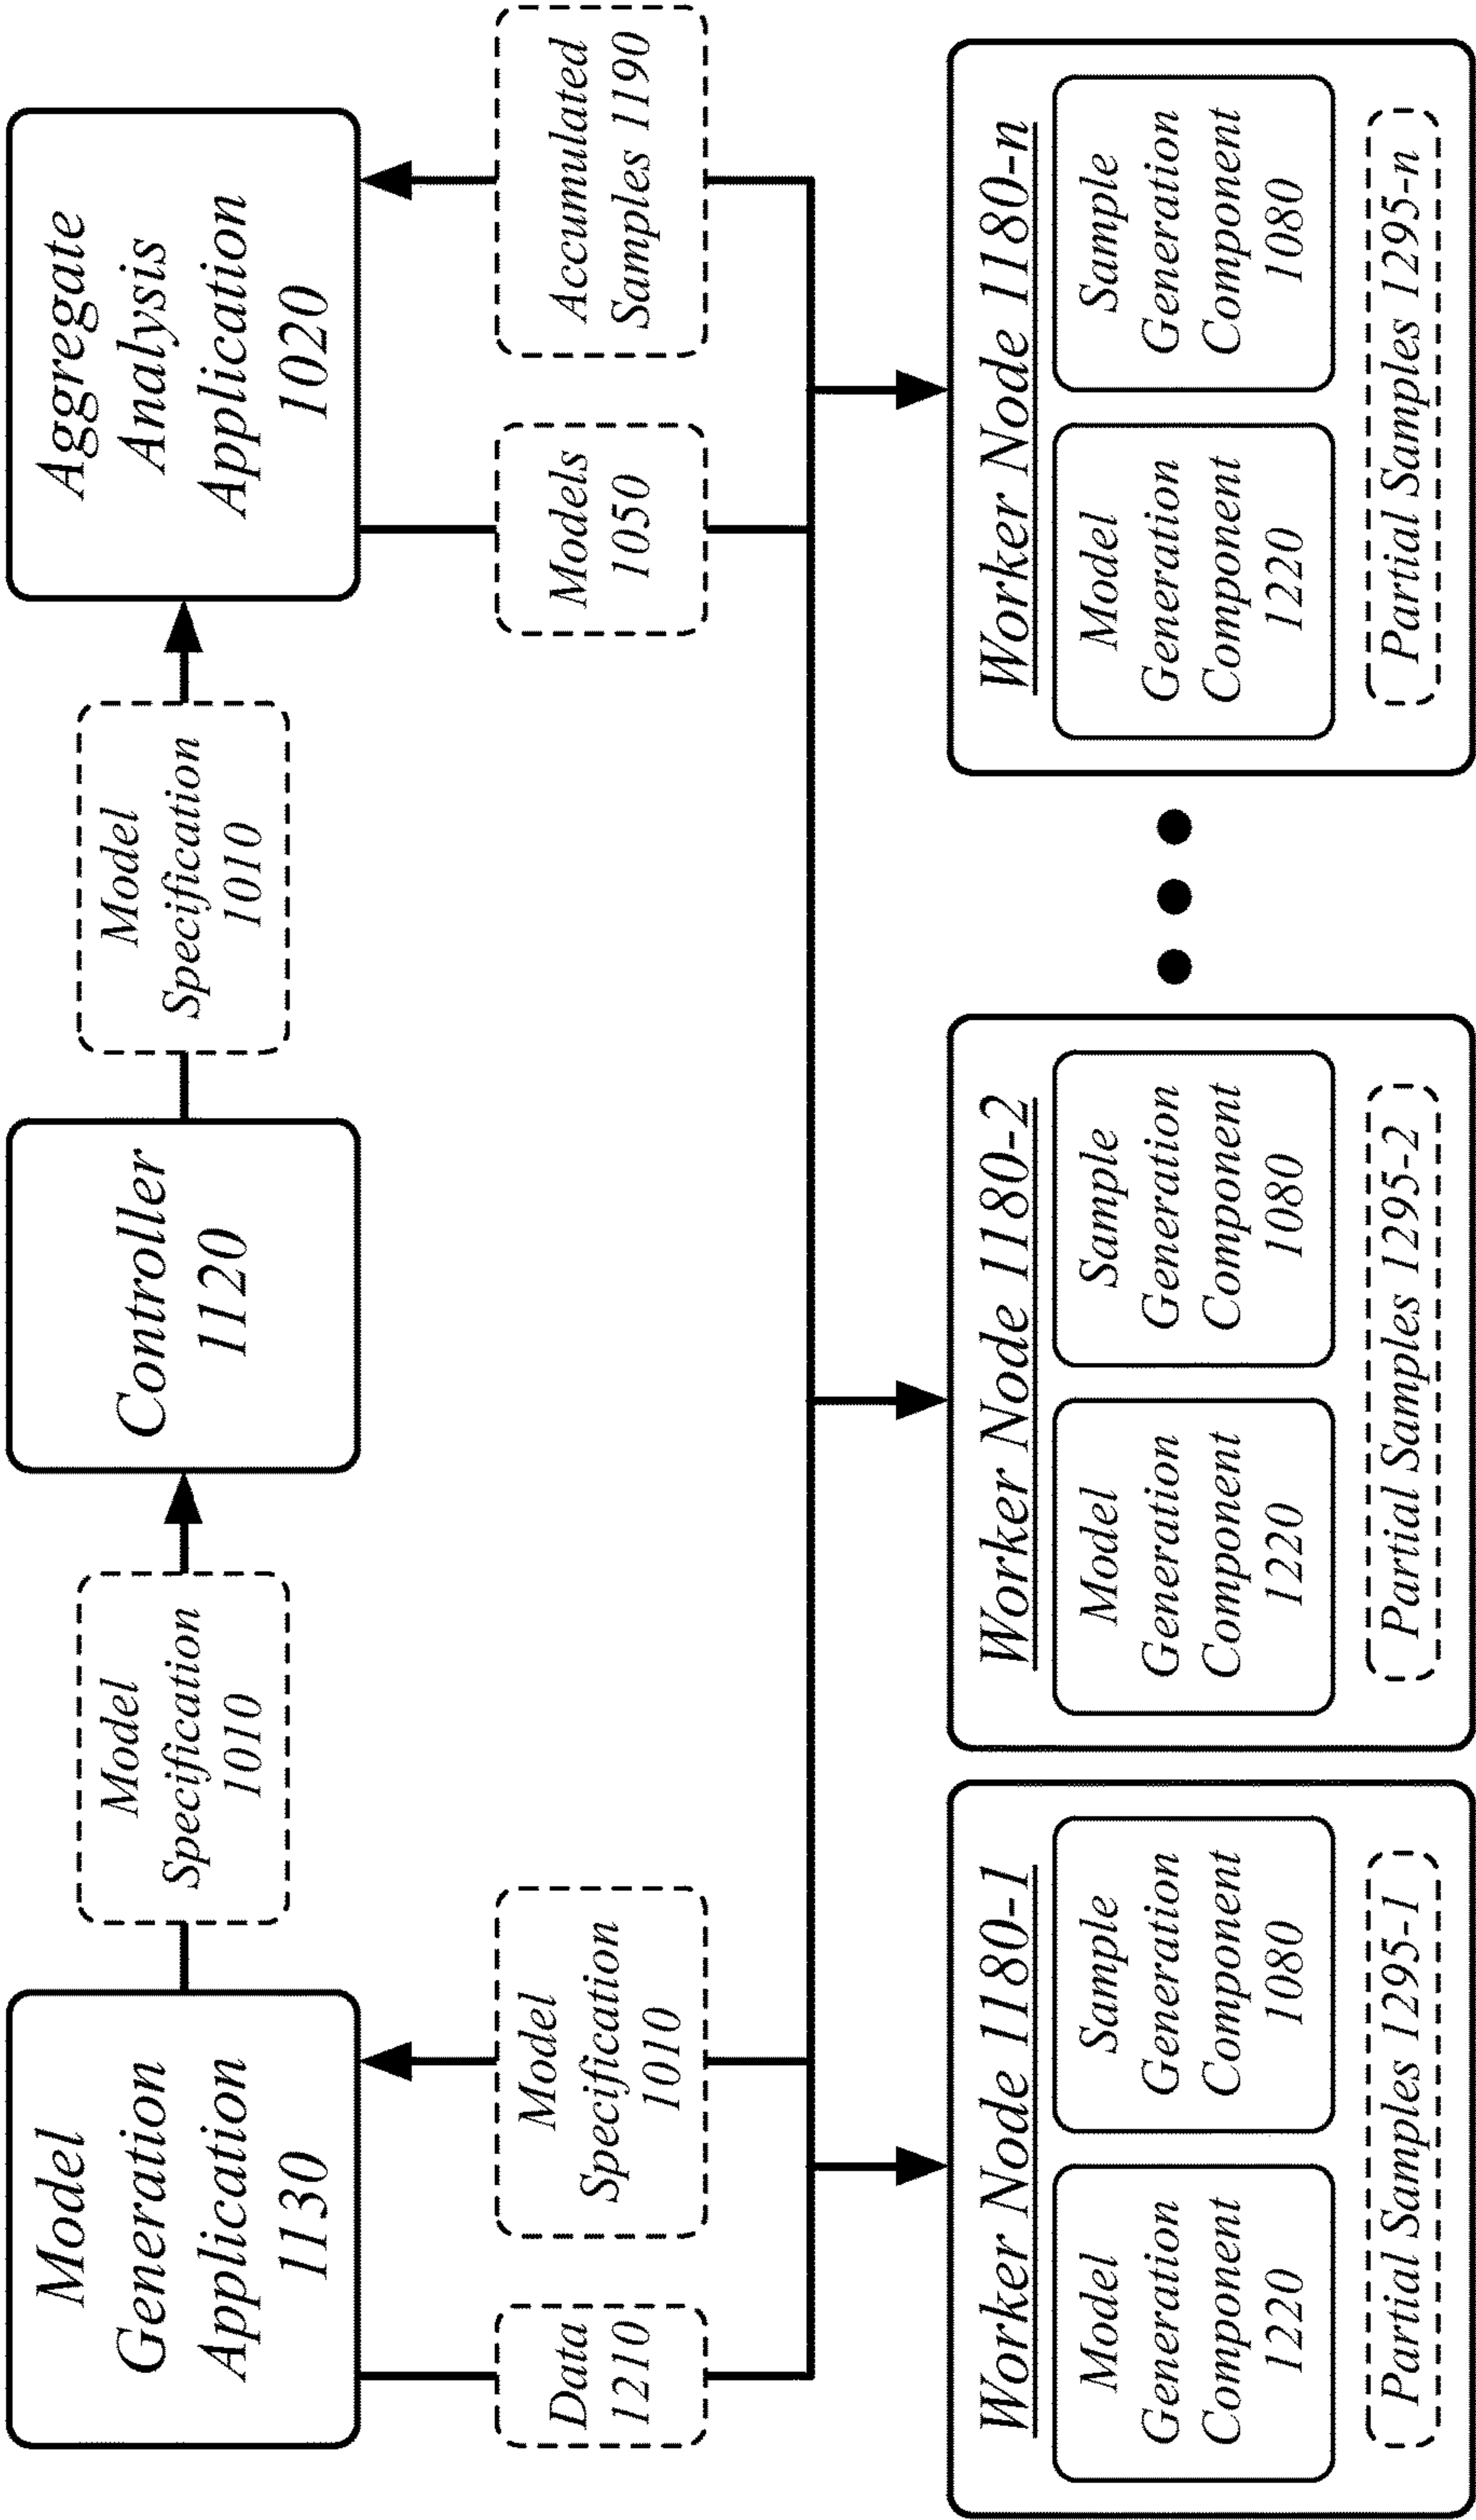 Model
Generation
Application
1130
Model
Specification
1010
Controller
1120
Model
Specification
1010
Aggregate
Analysis
Application
1020
Data
1210
Model
Specification
1010
Models
1050
Accumulated
Samples 1190
Worker Node 1180-1
Model
Generation
Component
1220
Sample
Generation
Component
1080
Partial Samples 1295-1
Worker Node 1180-2
Model
Generation
Component
1220
Sample
Generation
Component
1080
Partial Samples 1295-2
Worker Node 1180-n
Model
Generation
Component
1220
Sample
Generation
Component
1080
Partial Samples 1295-n